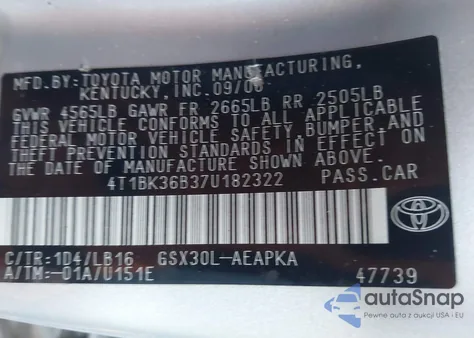 MFD.BY:TOYOTA MOTOR MANUFACTURING,
KENTUCKY,INC.09/06
GVWR 4565LB GAWR FR 2665LB RR 2505LB
THIS VEHICLE CONFORMS TO ALL APPLICABLE
FEDERAL MOTOR VEHICLE SAFETY,BUMPER,AND
THEFT PREVENTION STANDARDS IN EFFECT ON
THE DATE OF MANUFACTURE SHOWN ABOVE.
4T1BK36B37U182322 PASS.CAR
C/TR:1D4/LB16 GSX30L-AEAPKA
A/TM:-01A/U151E 47739
TOYOTA
autoSnap
Pewne auta z aukcji USA i EU